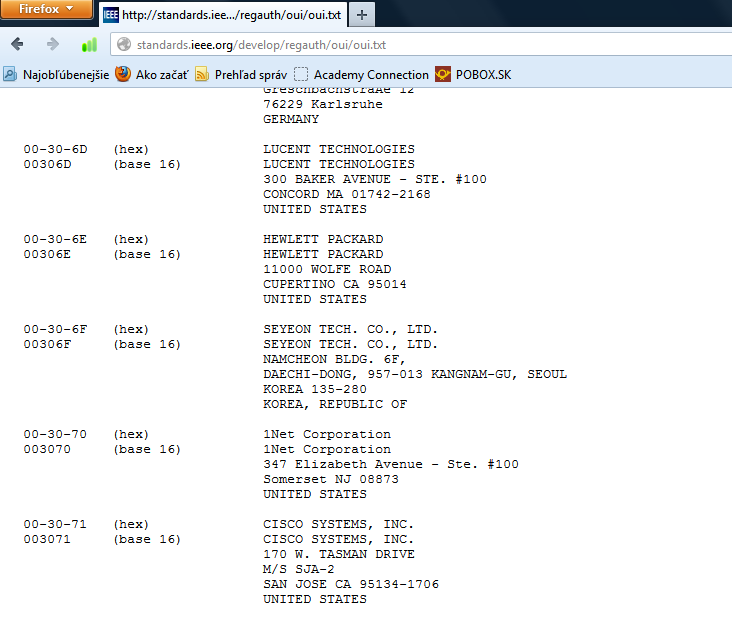 Firefox
IEEE http://standards.iee.../regauth/oui/oui.txt
standards.ieee.org/develop/regauth/oui/oui.txt
Najobľúbenejšie Ako začať Prehľad správ Academy Connection POBOX.SK
Greschbachstraße 12
76229 Karlsruhe
GERMANY
00-30-6D (hex) LUCENT TECHNOLOGIES
00306D (base 16) LUCENT TECHNOLOGIES
300 BAKER AVENUE - STE. #100
CONCORD MA 01742-2168
UNITED STATES
00-30-6E (hex) HEWLETT PACKARD
00306E (base 16) HEWLETT PACKARD
11000 WOLFE ROAD
CUPERTINO CA 95014
UNITED STATES
00-30-6F (hex) SEYEON TECH. CO., LTD.
00306F (base 16) SEYEON TECH. CO., LTD.
NAMCHEON BLDG. 6F,
DAECHI-DONG, 957-013 KANGNAM-GU, SEOUL
KOREA 135-280
KOREA, REPUBLIC OF
00-30-70 (hex) 1Net Corporation
003070 (base 16) 1Net Corporation
347 Elizabeth Avenue - Ste. #100
Somerset NJ 08873
UNITED STATES
00-30-71 (hex) CISCO SYSTEMS, INC.
003071 (base 16) CISCO SYSTEMS, INC.
170 W. TASMAN DRIVE
M/S SJA-2
SAN JOSE CA 95134-1706
UNITED STATES